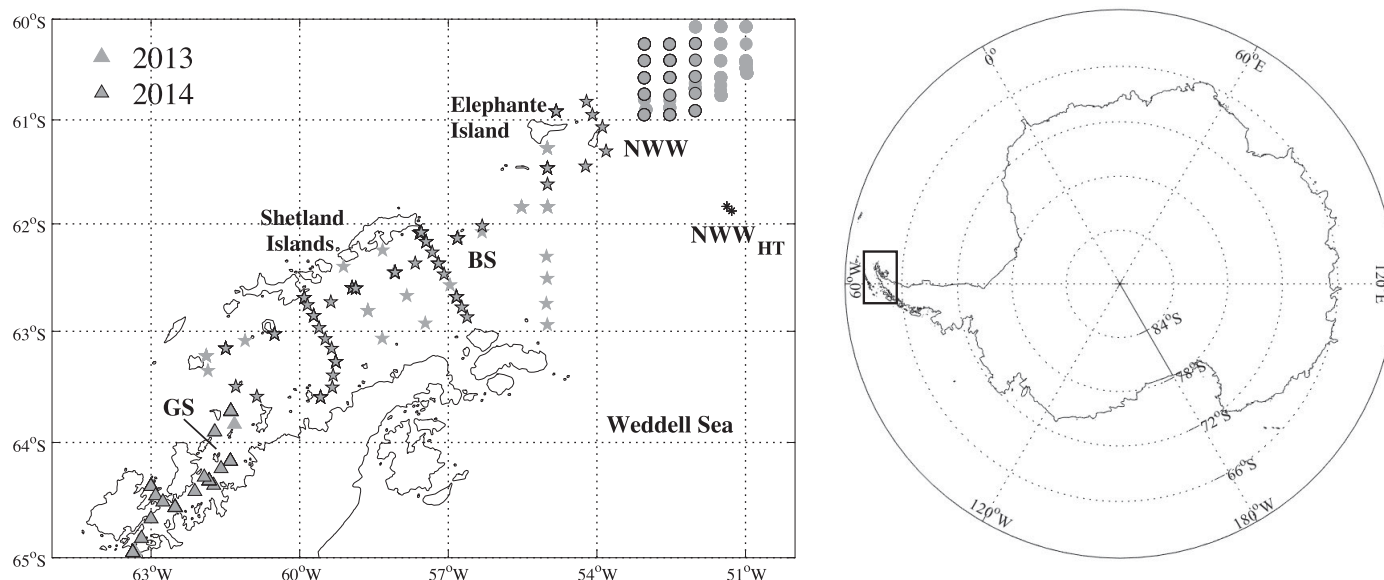 60°S
2013
2014
Elephante
Island
61°S
NWW
62°S
Shetland
Islands
BS
NWW HT
63°S
GS
Weddell Sea
64°S
65°S
63°W
60°W
57°W
54°W
51°W
0°
60°E
60°W
120°E
84°S
78°S
72°S
66°S
120°W
180°W